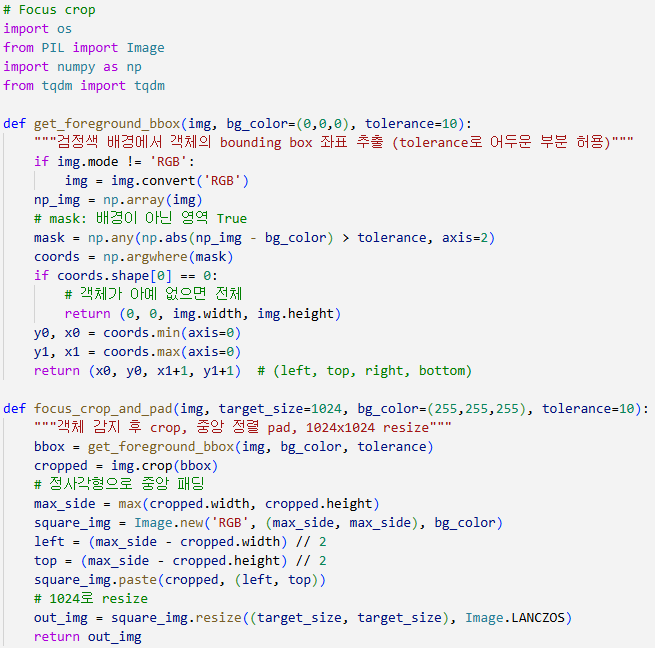 # Focus crop
import os
from PIL import Image
import numpy as np
from tqdm import tqdm

def get_foreground_bbox(img, bg_color=(0,0,0), tolerance=10):
    """검정색 배경에서 객체의 bounding box 좌표 추출 (tolerance로 어두운 부분 허용)"""
    if img.mode != 'RGB':
        img = img.convert('RGB')
    np_img = np.array(img)
    # mask: 배경이 아닌 영역 True
    mask = np.any(np.abs(np_img - bg_color) > tolerance, axis=2)
    coords = np.argwhere(mask)
    if coords.shape[0] == 0:
        # 객체가 아예 없으면 전체
        return (0, 0, img.width, img.height)
    y0, x0 = coords.min(axis=0)
    y1, x1 = coords.max(axis=0)
    return (x0, y0, x1+1, y1+1)  # (left, top, right, bottom)

def focus_crop_and_pad(img, target_size=1024, bg_color=(255,255,255), tolerance=10):
    """객체 감지 후 crop, 중앙 정렬 pad, 1024x1024 resize"""
    bbox = get_foreground_bbox(img, bg_color, tolerance)
    cropped = img.crop(bbox)
    # 정사각형으로 중앙 패딩
    max_side = max(cropped.width, cropped.height)
    square_img = Image.new('RGB', (max_side, max_side), bg_color)
    left = (max_side - cropped.width) // 2
    top = (max_side - cropped.height) // 2
    square_img.paste(cropped, (left, top))
    # 1024로 resize
    out_img = square_img.resize((target_size, target_size), Image.LANCZOS)
    return out_img